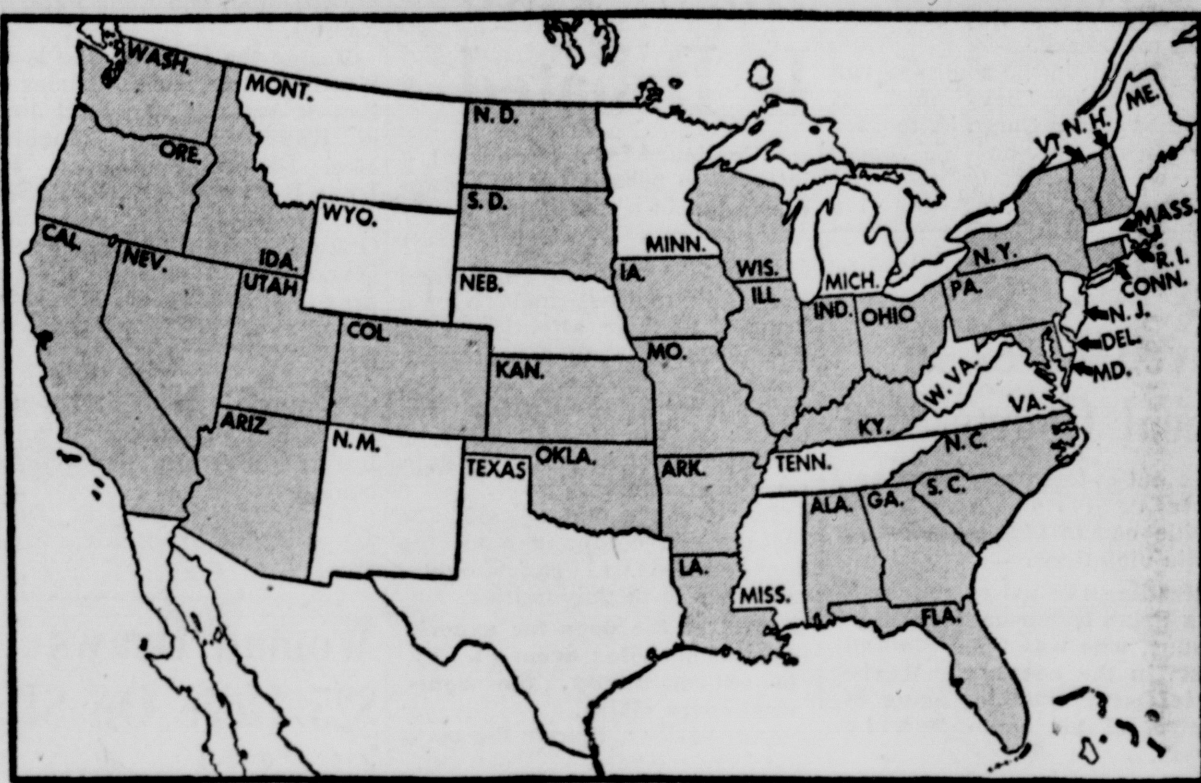 WASH.
MONT.
N. D.
ME.
VT.
N. H.
ORE.
S. D.
WYO.
MINN.
MASS.
CAL.
NEV.
IDA.
UTAH
NEB.
IA.
WIS.
MICH.
N. Y.
R. I.
CONN.
ILL.
IND.
OHIO
PA.
N. J.
COL.
KAN.
MO.
DEL.
MD.
W. VA.
VA.
ARIZ.
N. M.
KY.
N. C.
TEXAS
OKLA.
ARK.
TENN.
ALA.
GA.
S. C.
LA.
MISS.
FLA.